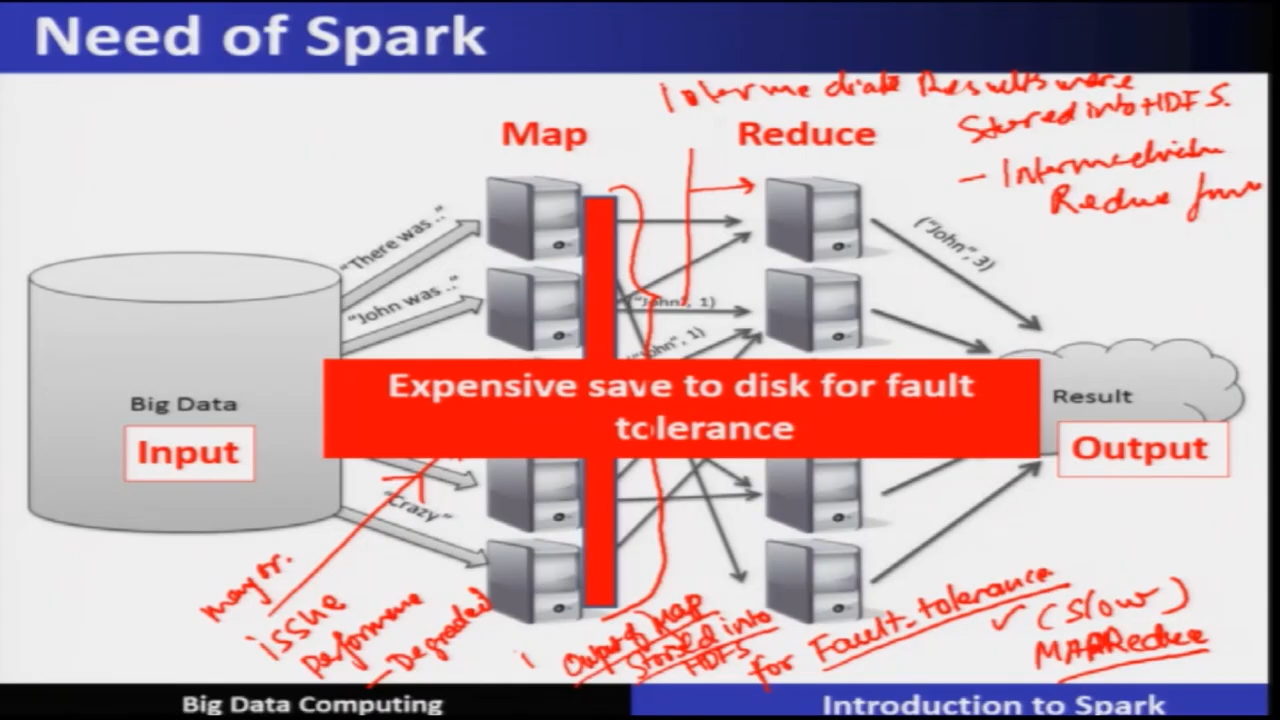 Need of Spark
Intermediate Results were
Stored into HDFS.
- Intermediate
Reduce
Map
Reduce
"There was .."
"John was .."
("John", 3)
("John", 1)
("John", 1)
Expensive save to disk for fault
tolerance
Big Data
Input
Result
Output
"Crazy"
mayor.
issue
Performance
- Degraded
Output of Map
Stored into
HDFS
for Fault-tolerance
(Slow)
MAPReduce
Big Data Computing
Introduction to Spark